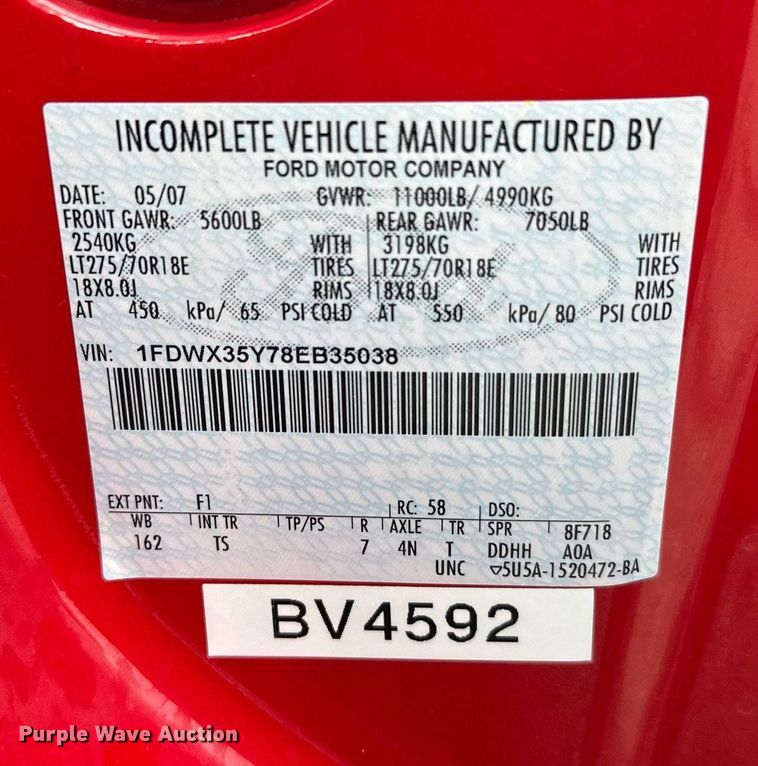 INCOMPLETE VEHICLE MANUFACTURED BY
FORD MOTOR COMPANY
DATE: 05/07 GVWR: 11000LB/ 4990KG
FRONT GAWR: 5600LB REAR GAWR: 7050LB
2540KG WITH 3198KG WITH
LT275/70R18E TIRES LT275/70R18E TIRES
18X8.0J RIMS 18X8.0J RIMS
AT 450 kPa/ 65 PSI COLD AT 550 kPa/ 80 PSI COLD
VIN: 1FDWX35Y78EB35038
EXT PNT: F1 RC: 58 DSO:
WB INT TR TP/PS R AXLE TR SPR 8F718
162 TS 7 4N T DDHH A0A
UNC ▽5U5A-1520472-BA
BV4592
Purple Wave Auction